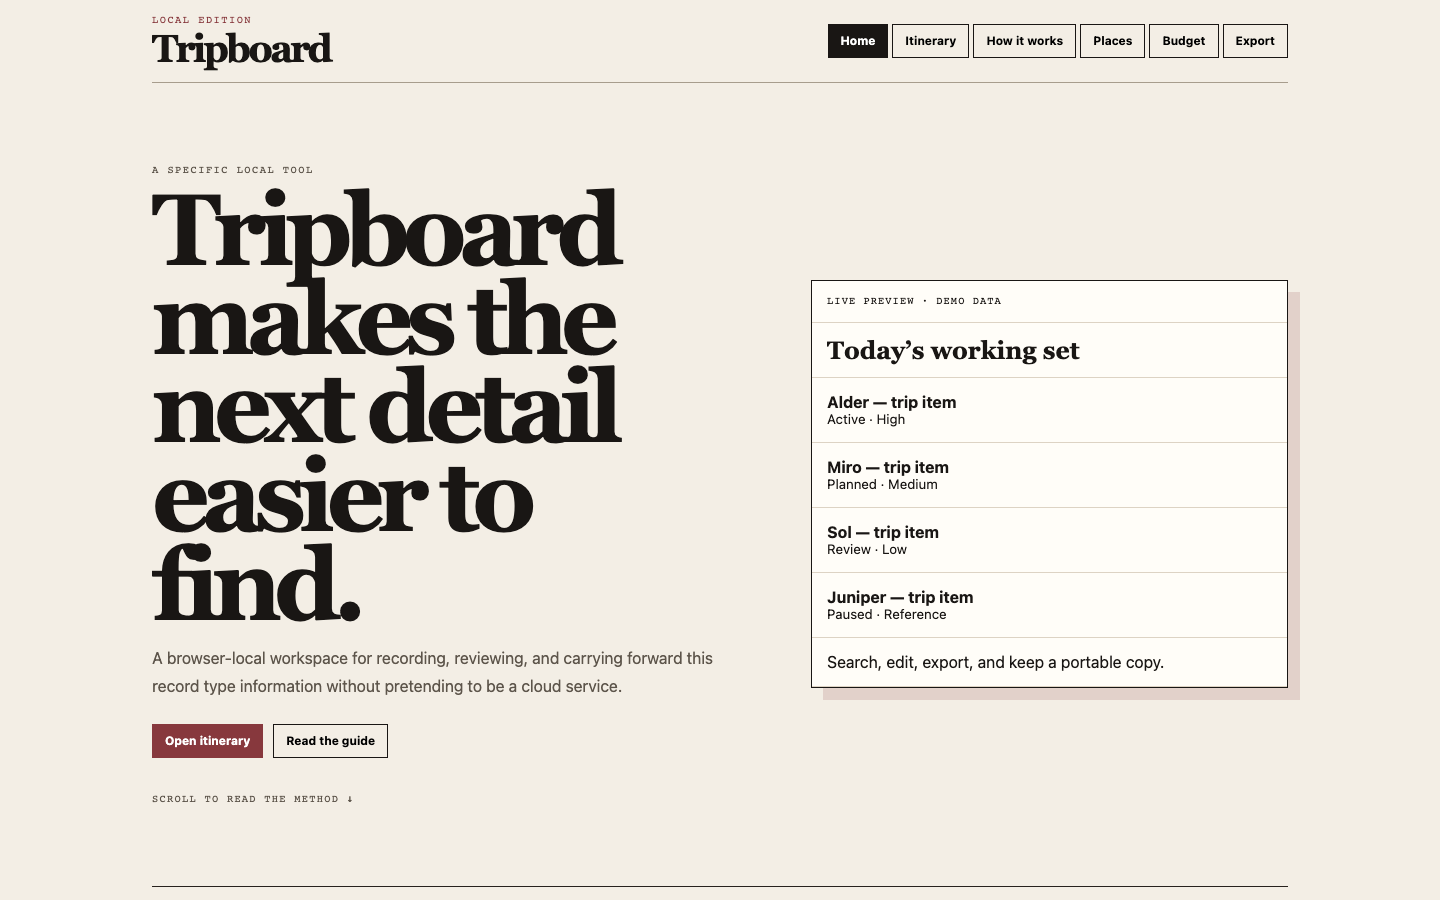 LOCAL EDITION
Tripboard
Home
Itinerary
How it works
Places
Budget
Export
A SPECIFIC LOCAL TOOL
Tripboard
makes the
next detail
easier to
find.
A browser-local workspace for recording, reviewing, and carrying forward this
record type information without pretending to be a cloud service.
Open itinerary
Read the guide
SCROLL TO READ THE METHOD ↓
LIVE PREVIEW · DEMO DATA
Today’s working set
Alder — trip item
Active · High
Miro — trip item
Planned · Medium
Sol — trip item
Review · Low
Juniper — trip item
Paused · Reference
Search, edit, export, and keep a portable copy.